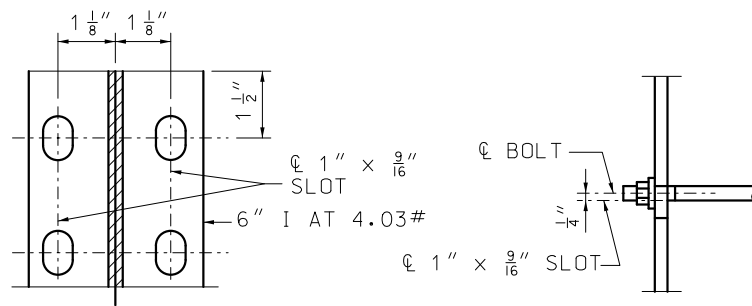 1 1/8" 1 1/8"
1 1/2"
℄ 1" x 9/16"
SLOT
6" I AT 4.03#
℄ BOLT
1/4"
℄ 1" x 9/16" SLOT